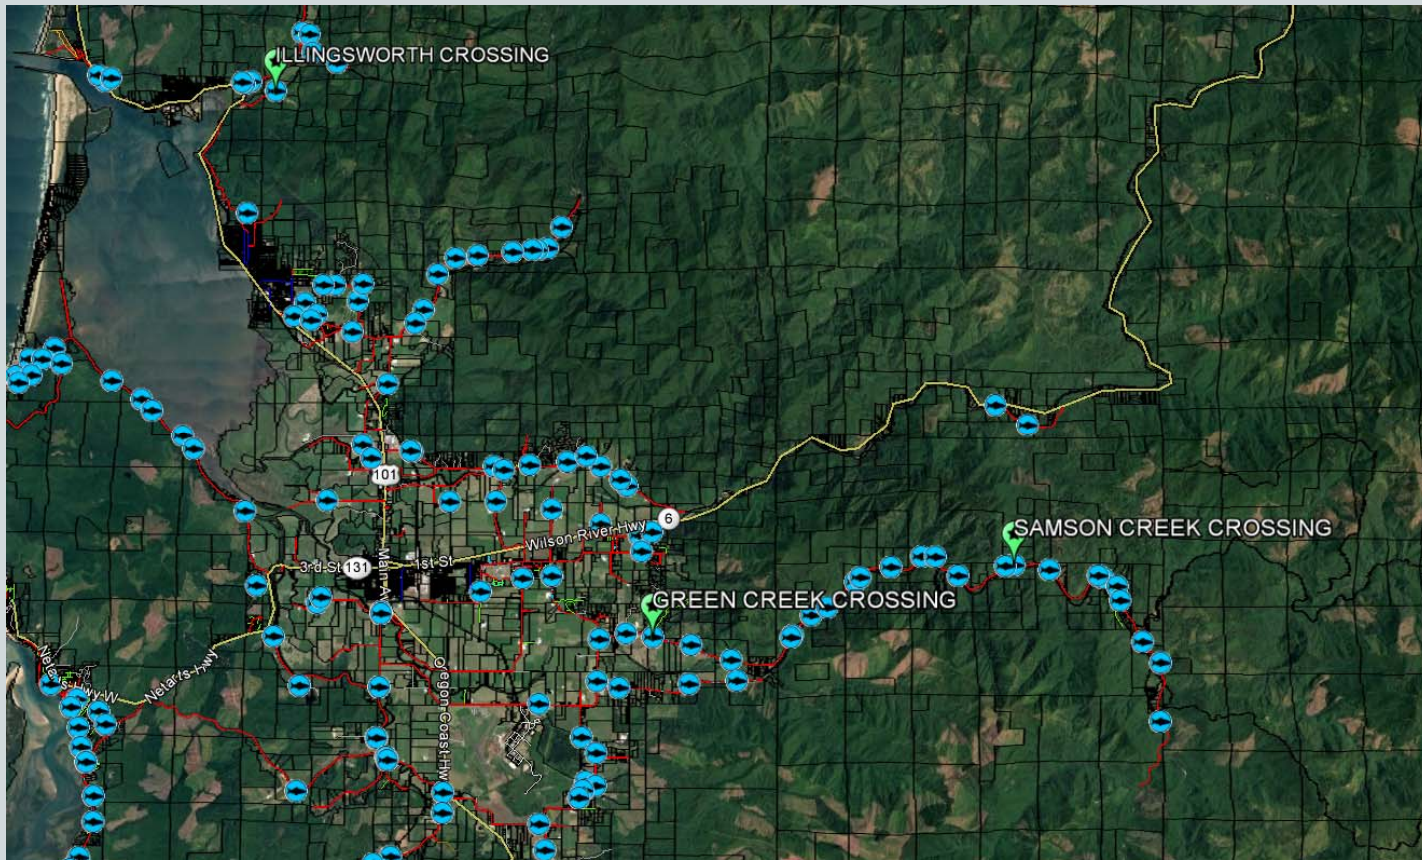 ILLINGSWORTH CROSSING
101
6
Wilson River Hwy
SAMSON CREEK CROSSING
3rd St
131
1st St
Main Av
GREEN CREEK CROSSING
Netarts Hwy
Netarts Hwy W
Oregon Coast Hw